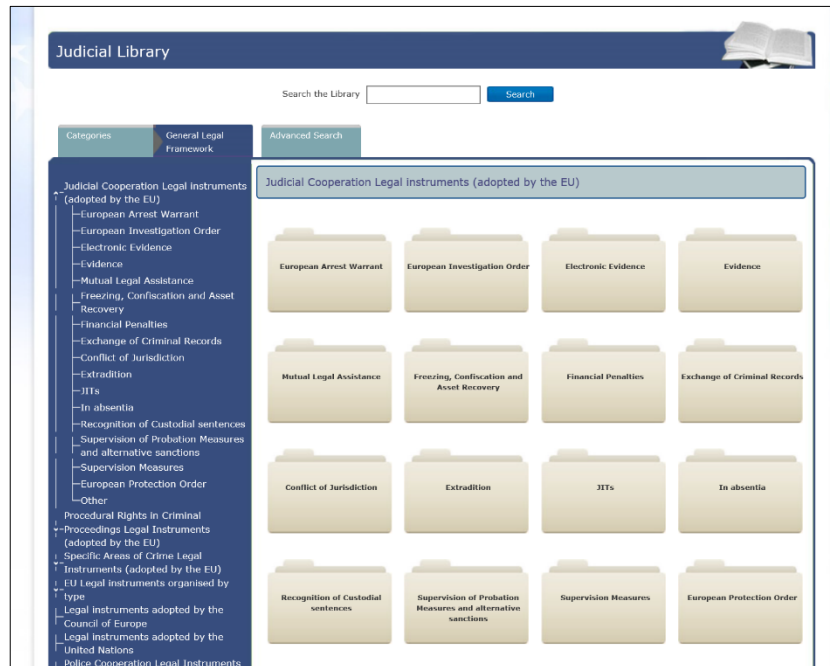 Judicial Library
Search the Library
Search
Categories
General Legal
Framework
Advanced Search
Judicial Cooperation Legal instruments
(adopted by the EU)
European Arrest Warrant
European Investigation Order
Electronic Evidence
Evidence
Mutual Legal Assistance
Freezing, Confiscation and Asset
Recovery
Financial Penalties
Exchange of Criminal Records
Conflict of Jurisdiction
Extradition
JITs
In absentia
Recognition of Custodial sentences
Supervision of Probation Measures
and alternative sanctions
Supervision Measures
European Protection Order
Other
Procedural Rights in Criminal
Proceedings Legal Instruments
(adopted by the EU)
Specific Areas of Crime Legal
Instruments (adopted by the EU)
EU Legal instruments organised by
type
Legal instruments adopted by the
Council of Europe
Legal instruments adopted by the
United Nations
Police Cooperation Legal Instruments
Judicial Cooperation Legal instruments (adopted by the EU)
European Arrest Warrant
European Investigation Order
Electronic Evidence
Evidence
Mutual Legal Assistance
Freezing, Confiscation and
Asset Recovery
Financial Penalties
Exchange of Criminal Records
Conflict of Jurisdiction
Extradition
JITs
In absentia
Recognition of Custodial
sentences
Supervision of Probation
Measures and alternative
sanctions
Supervision Measures
European Protection Order